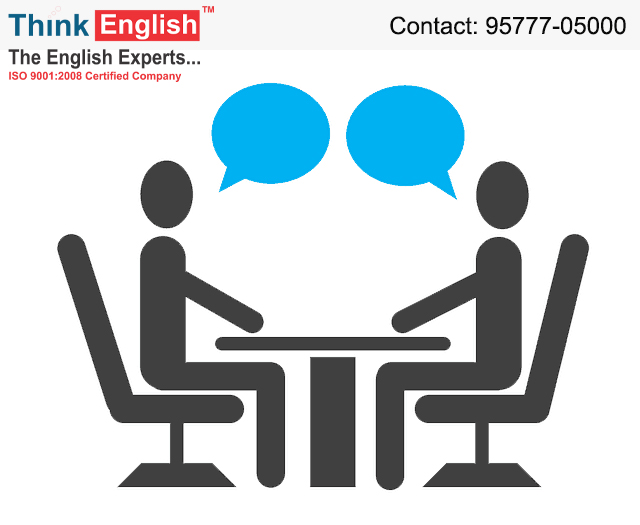 Think English™
Contact: 95777-05000
The English Experts...
ISO 9001:2008 Certified Company